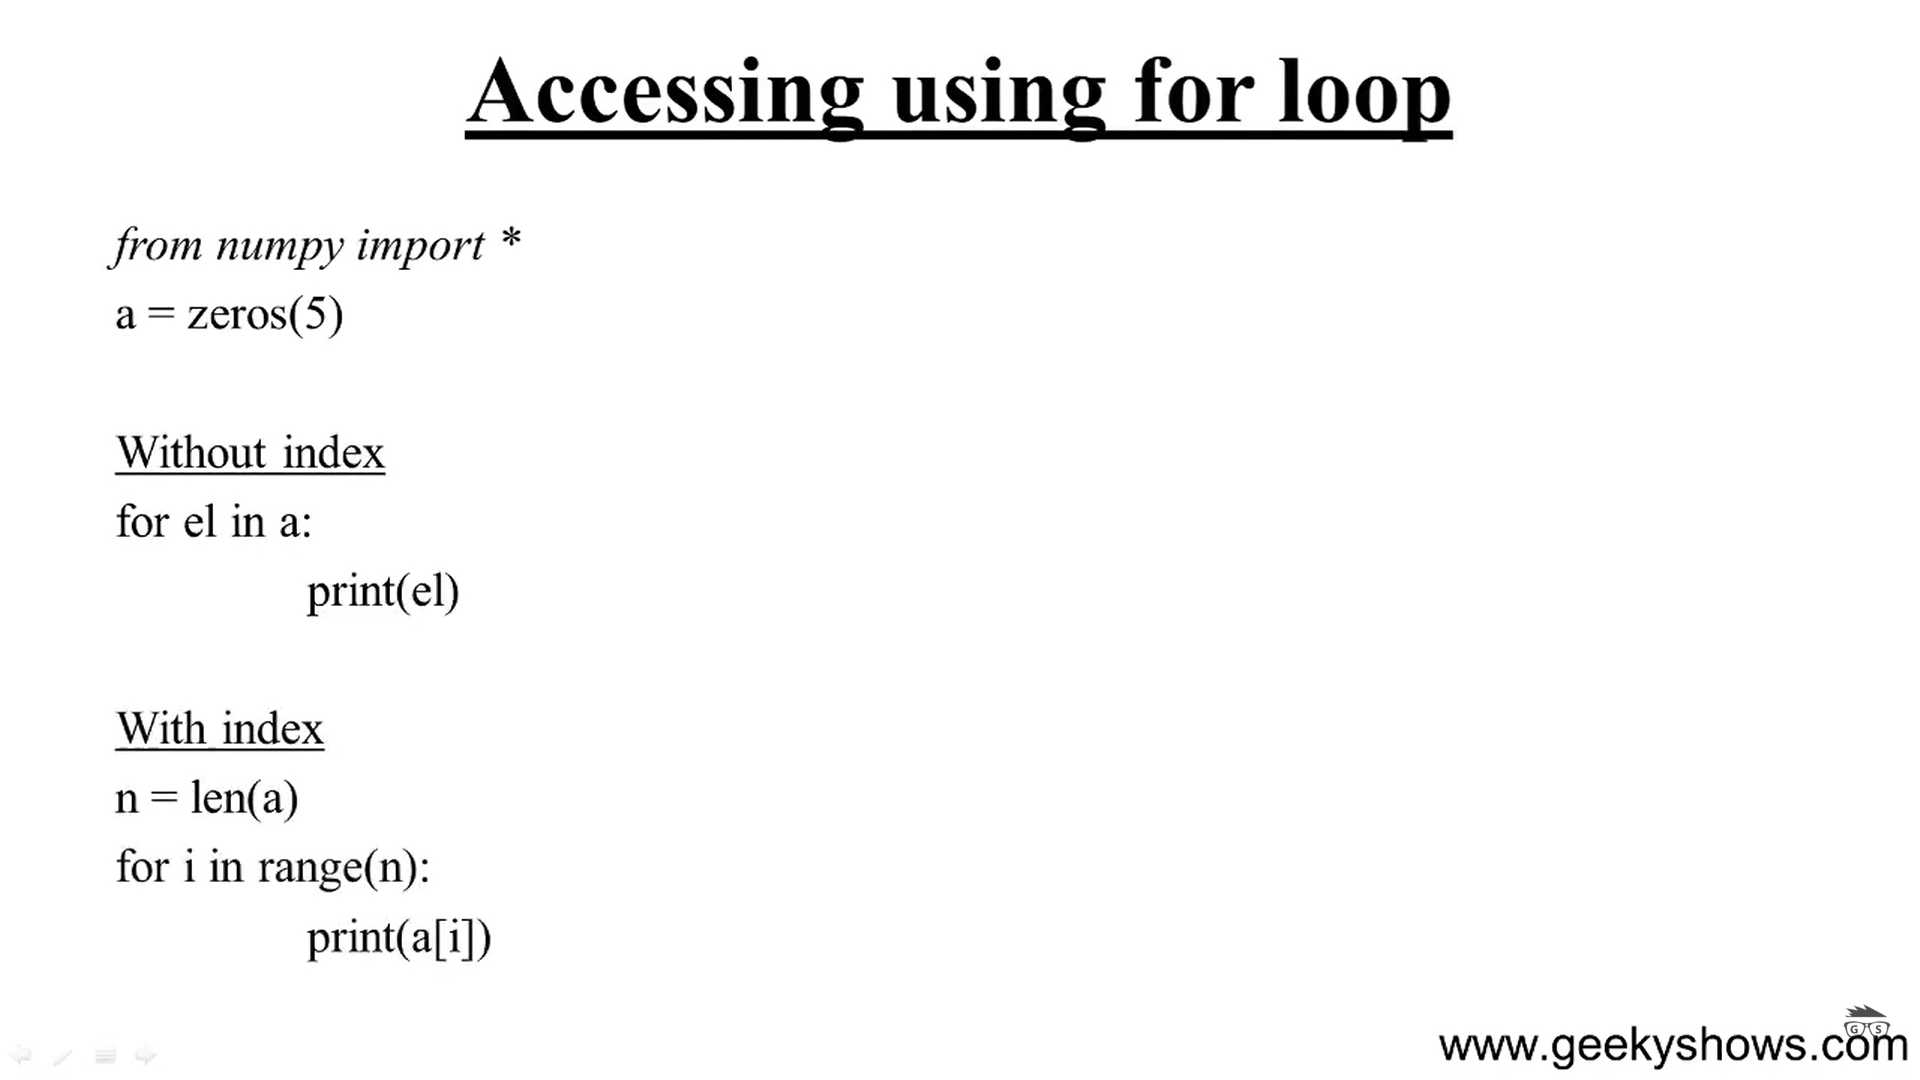 Accessing using for loop
from numpy import *
a = zeros(5)
Without index
for el in a:
print(el)
With index
n = len(a)
for i in range(n):
print(a[i])
G S
www.geekyshows.com